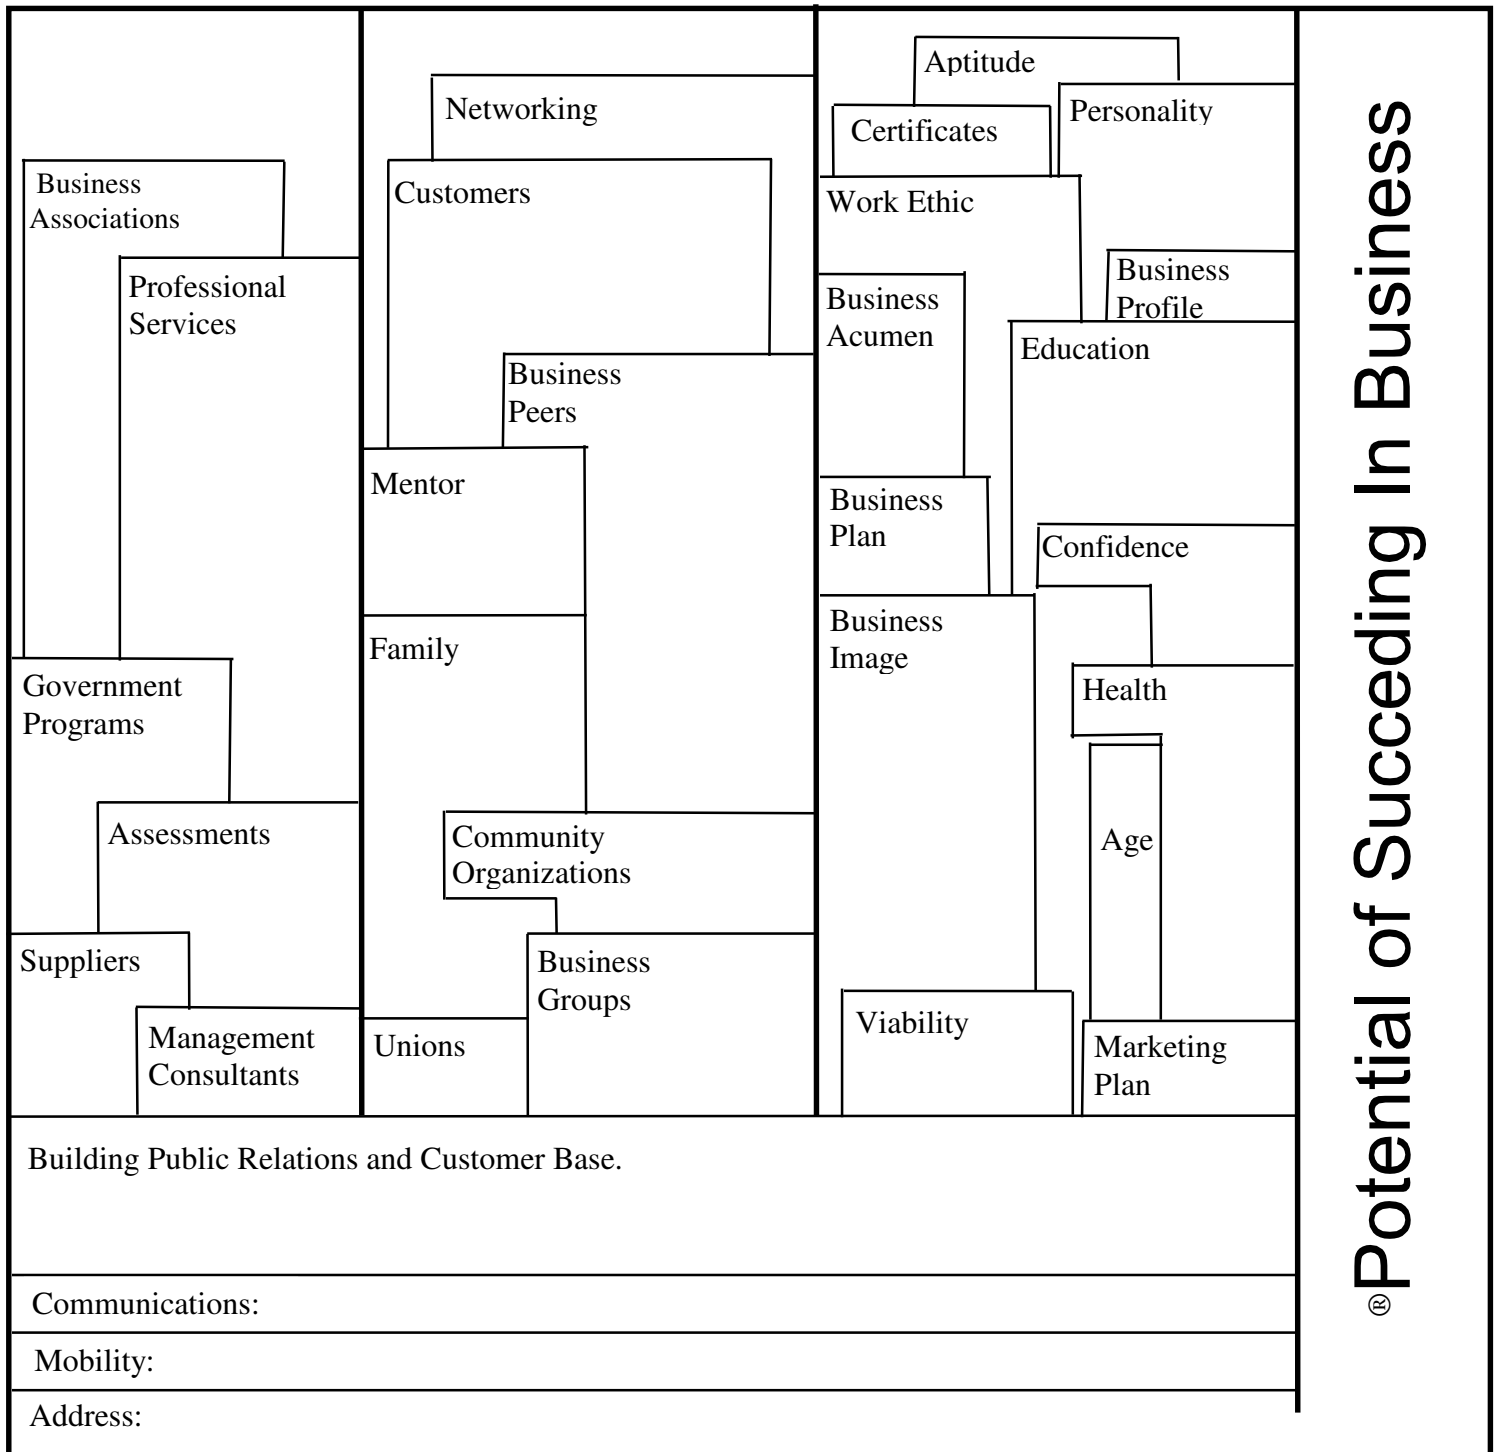 Business
Associations
Professional
Services
Government
Programs
Assessments
Suppliers
Management
Consultants
Networking
Customers
Business
Peers
Mentor
Family
Community
Organizations
Business
Groups
Unions
Aptitude
Personality
Certificates
Work Ethic
Business
Profile
Business
Acumen
Education
Business
Plan
Confidence
Business
Image
Health
Age
Viability
Marketing
Plan
Building Public Relations and Customer Base.
Communications:
Mobility:
Address:
®Potential of Succeding In Business